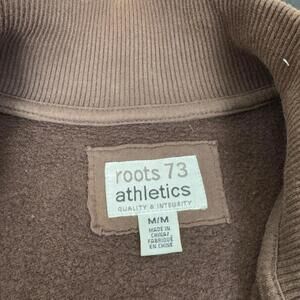 roots 73
athletics
QUALITY & INTEGRITY
M/M
MADE IN
CHINA/
FABRIQUÉ
EN CHINE